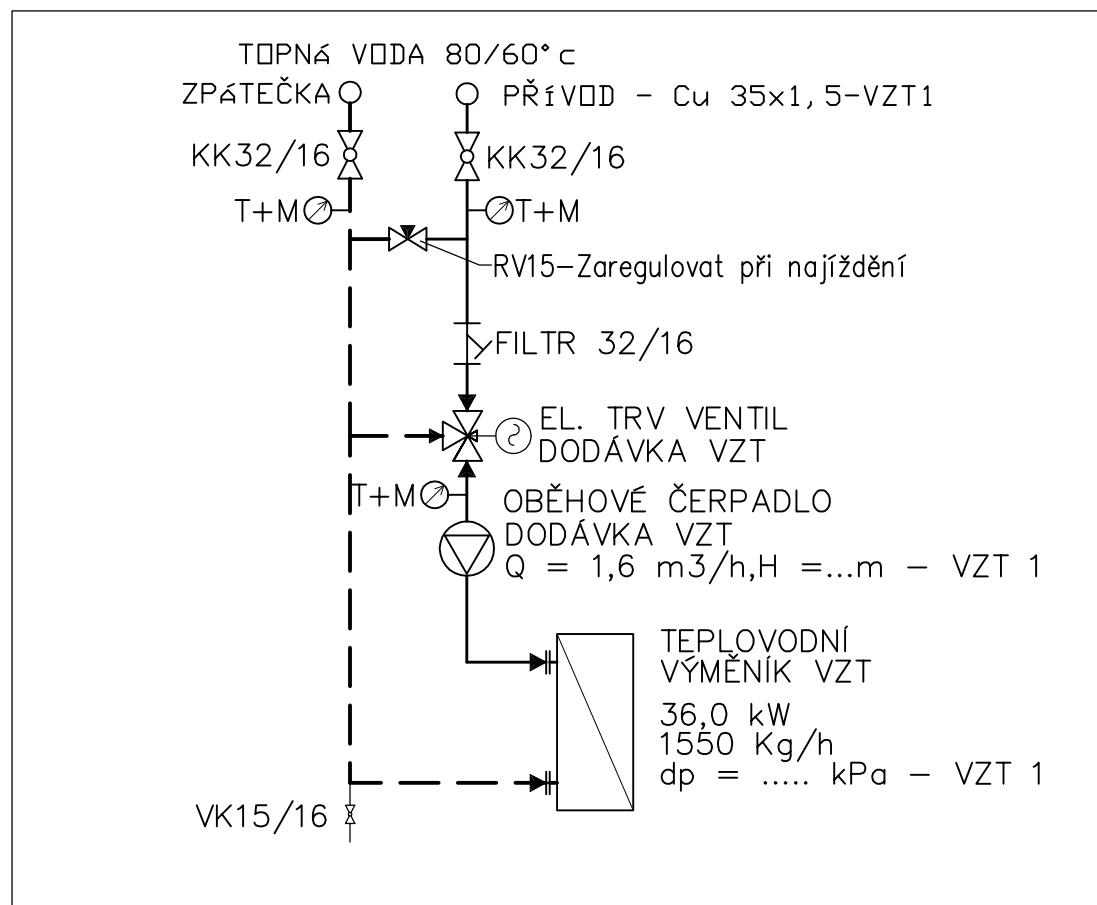 TOPNá VODA 80/60°c
ZPáTEČKA
PŘíVOD - Cu 35x1,5-VZT1
KK32/16
KK32/16
T+M
T+M
RV15-Zaregulovat při najíždění
FILTR 32/16
EL. TRV VENTIL
DODÁVKA VZT
T+M
OBĚHOVÉ ČERPADLO
DODÁVKA VZT
Q = 1,6 m3/h,H =...m - VZT 1
TEPLOVODNÍ
VÝMĚNÍK VZT
36,0 kW
1550 Kg/h
dp = ..... kPa - VZT 1
VK15/16